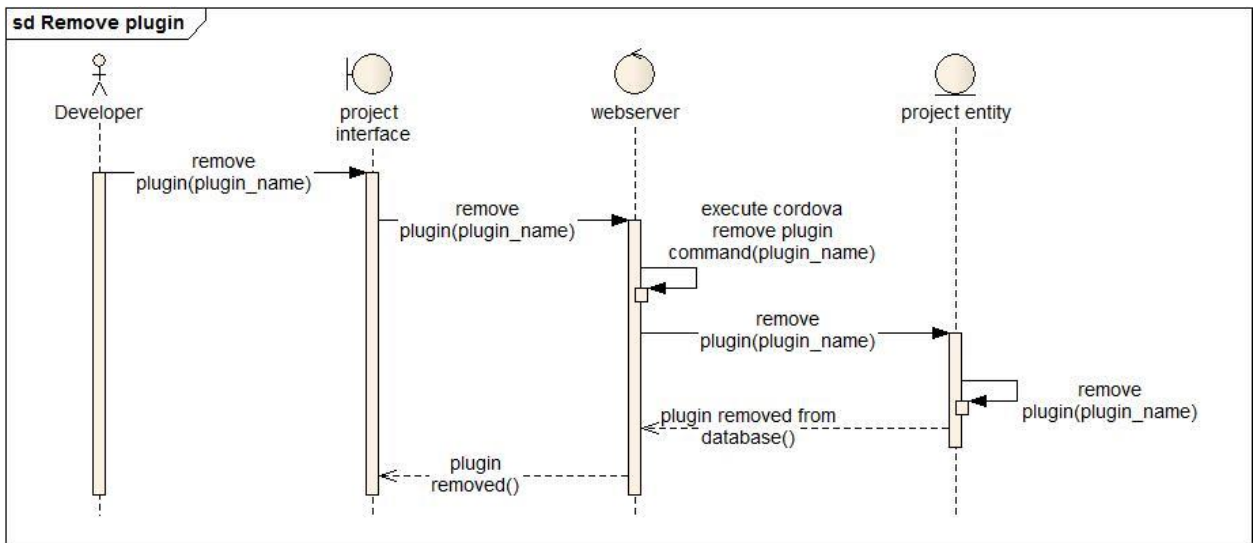 sd Remove plugin
Developer
project
interface
webserver
project entity
remove
plugin(plugin_name)
remove
plugin(plugin_name)
execute cordova
remove plugin
command(plugin_name)
remove
plugin(plugin_name)
remove
plugin(plugin_name)
plugin removed from
database()
plugin
removed()